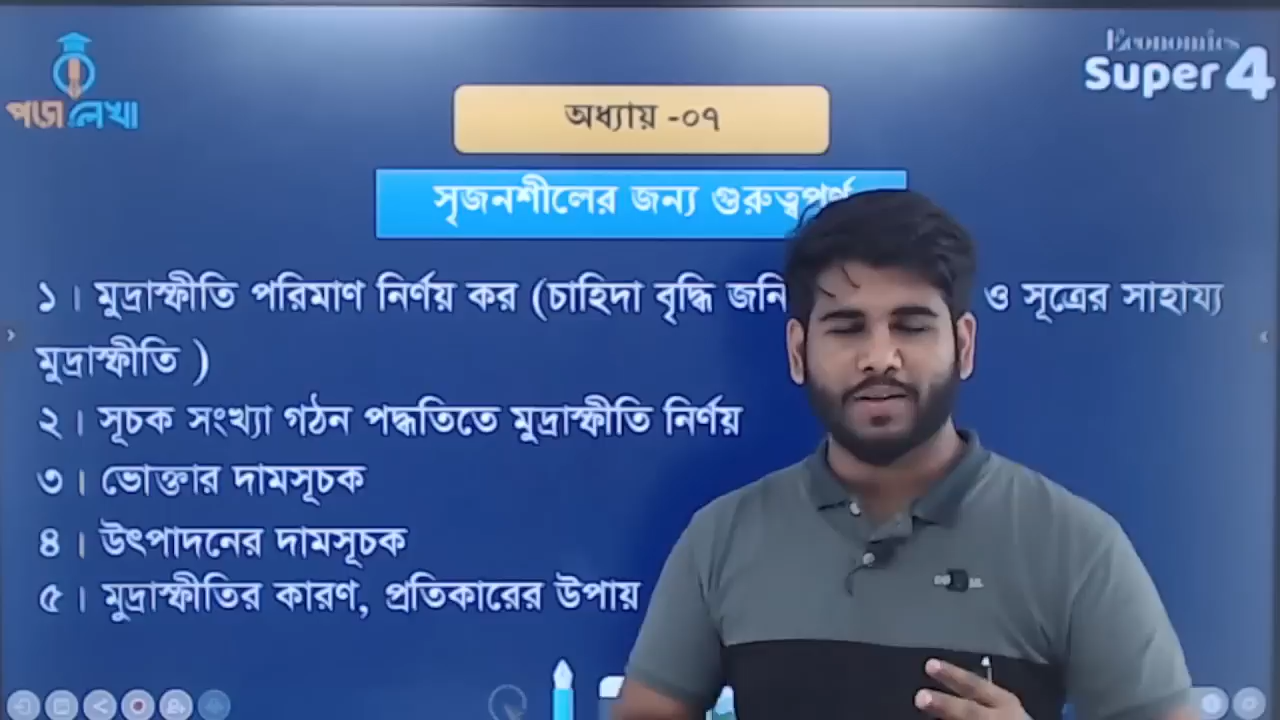 পড়ালেখা
Economics
Super 4
অধ্যায় -০৭
সৃজনশীলের জন্য গুরুত্বপূর্ণ
১। মুদ্রাস্ফীতি পরিমাণ নির্ণয় কর (চাহিদা বৃদ্ধি জনি ও সূত্রের সাহায্য
মুদ্রাস্ফীতি )
২। সূচক সংখ্যা গঠন পদ্ধতিতে মুদ্রাস্ফীতি নির্ণয়
৩। ভোক্তার দামসূচক
৪। উৎপাদনের দামসূচক
৫। মুদ্রাস্ফীতির কারণ, প্রতিকারের উপায়